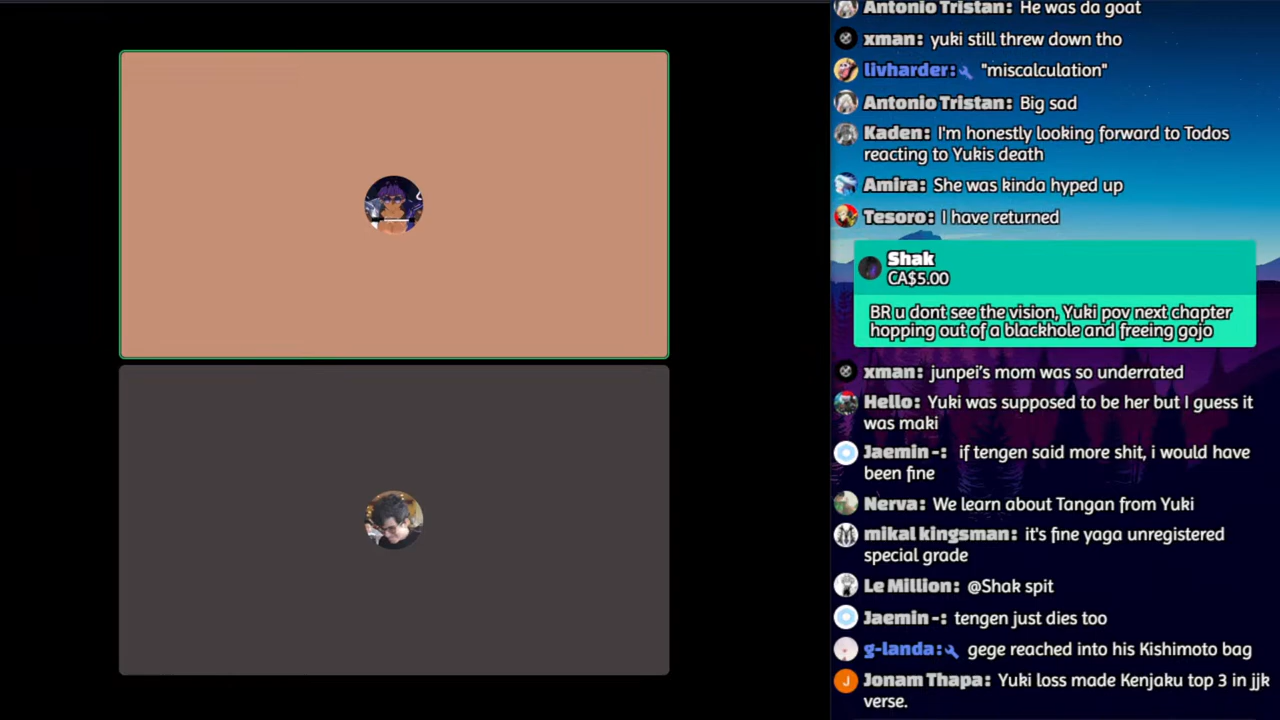 Antonio Tristan: He was da goat
xman: yuki still threw down tho
livharder: "miscalculation"
Antonio Tristan: Big sad
Kaden: I'm honestly looking forward to Todos
reacting to Yukis death
Amira: She was kinda hyped up
Tesoro: I have returned
Shak
CA$5.00
BR u dont see the vision, Yuki pov next chapter
hopping out of a blackhole and freeing gojo
xman: junpei's mom was so underrated
Hello: Yuki was supposed to be her but I guess it
was maki
Jaemin -: if tengen said more shit, i would have
been fine
Nerva: We learn about Tangan from Yuki
mikal kingsman: it's fine yaga unregistered
special grade
Le Million: @Shak spit
Jaemin -: tengen just dies too
g-landa: gege reached into his Kishimoto bag
J
Jonam Thapa: Yuki loss made Kenjaku top 3 in jjk
verse.